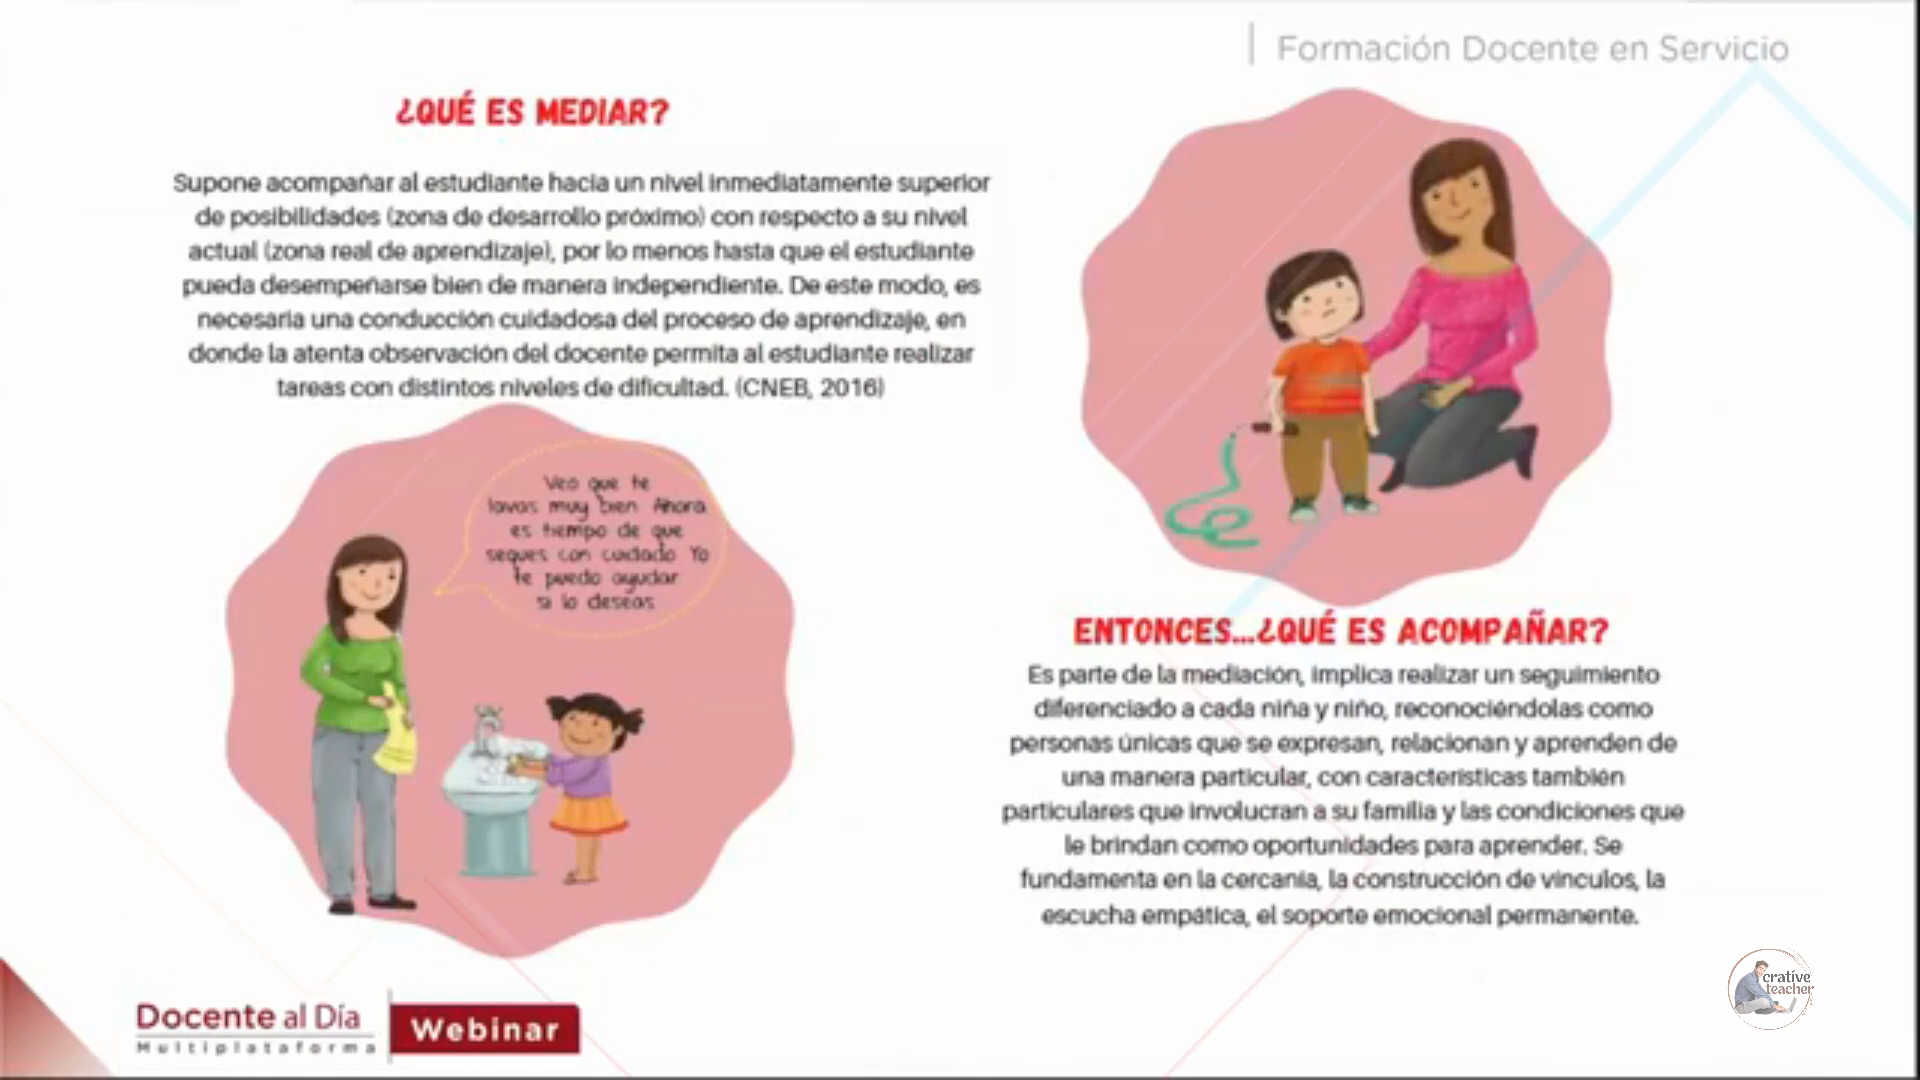 Formación Docente en Servicio
¿QUÉ ES MEDIAR?
Supone acompañar al estudiante hacia un nivel inmediatamente superior
de posibilidades (zona de desarrollo próximo) con respecto a su nivel
actual (zona real de aprendizaje), por lo menos hasta que el estudiante
pueda desempeñarse bien de manera independiente. De este modo, es
necesaria una conducción cuidadosa del proceso de aprendizaje, en
donde la atenta observación del docente permita al estudiante realizar
tareas con distintos niveles de dificultad. (CNEB, 2016)
Veo que te
lavas muy bien Ahora
es tiempo de que
seques con cuidado Yo
te puedo ayudar
si lo deseas
ENTONCES...¿QUÉ ES ACOMPAÑAR?
Es parte de la mediación, implica realizar un seguimiento
diferenciado a cada niña y niño, reconociéndolas como
personas únicas que se expresan, relacionan y aprenden de
una manera particular, con características también
particulares que involucran a su familia y las condiciones que
le brindan como oportunidades para aprender. Se
fundamenta en la cercanía, la construcción de vínculos, la
escucha empática, el soporte emocional permanente.
Docente al Día
Multiplataforma
Webinar
crative
teacher